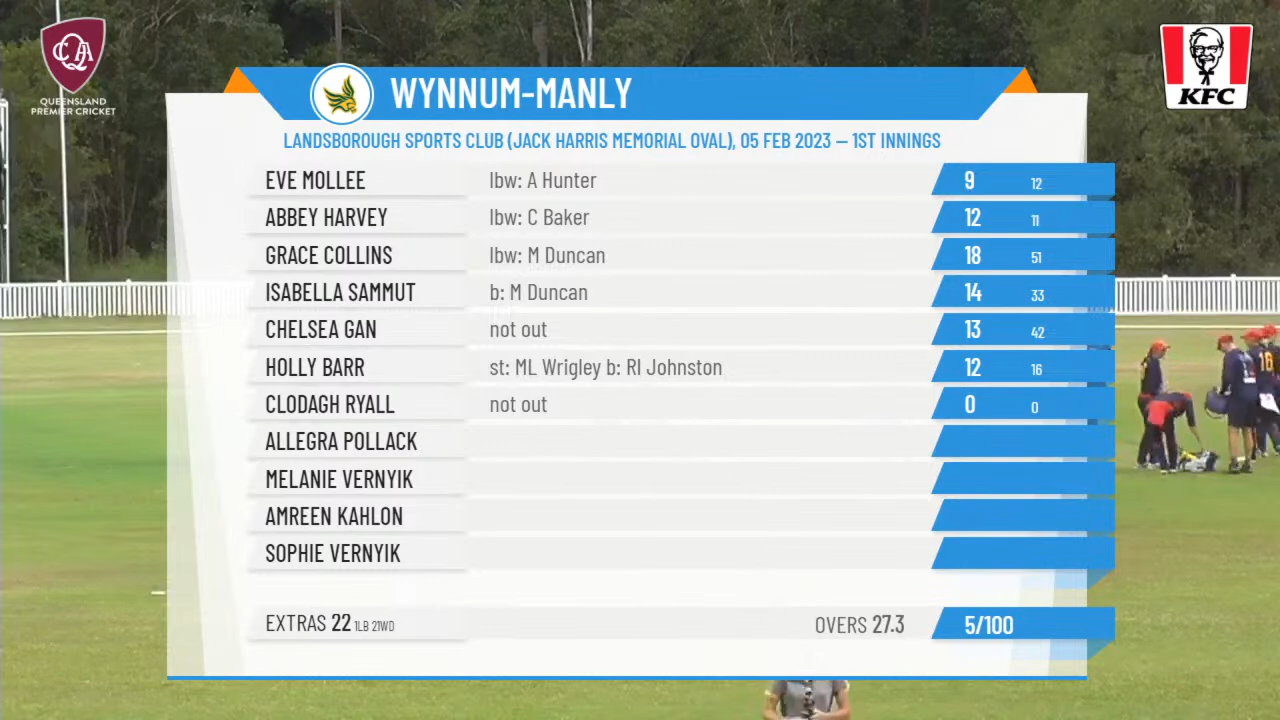 QUEENSLAND
PREMIER CRICKET
KFC
WYNNUM-MANLY
LANDSBOROUGH SPORTS CLUB (JACK HARRIS MEMORIAL OVAL), 05 FEB 2023 – 1ST INNINGS
EVE MOLLEE lbw: A Hunter 9 12
ABBEY HARVEY lbw: C Baker 12 11
GRACE COLLINS lbw: M Duncan 18 51
ISABELLA SAMMUT b: M Duncan 14 33
CHELSEA GAN not out 13 42
HOLLY BARR st: ML Wrigley b: RI Johnston 12 16
CLODAGH RYALL not out 0 0
ALLEGRA POLLACK
MELANIE VERNYIK
AMREEN KAHLON
SOPHIE VERNYIK
EXTRAS 22 1LB 21WD OVERS 27.3 5/100
16